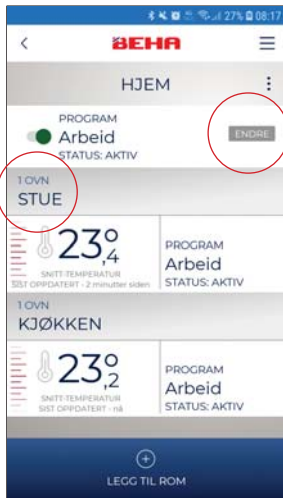 27% 08:17
BEHA
HJEM
PROGRAM
Arbeid
STATUS: AKTIV
ENDRE
1 OVN
STUE
23,4°
SNITT-TEMPERATUR
SIST OPPDATERT - 2 minutter siden
PROGRAM
Arbeid
STATUS: AKTIV
1 OVN
KJØKKEN
23,2°
SNITT-TEMPERATUR
SIST OPPDATERT - nå
PROGRAM
Arbeid
STATUS: AKTIV
LEGG TIL ROM